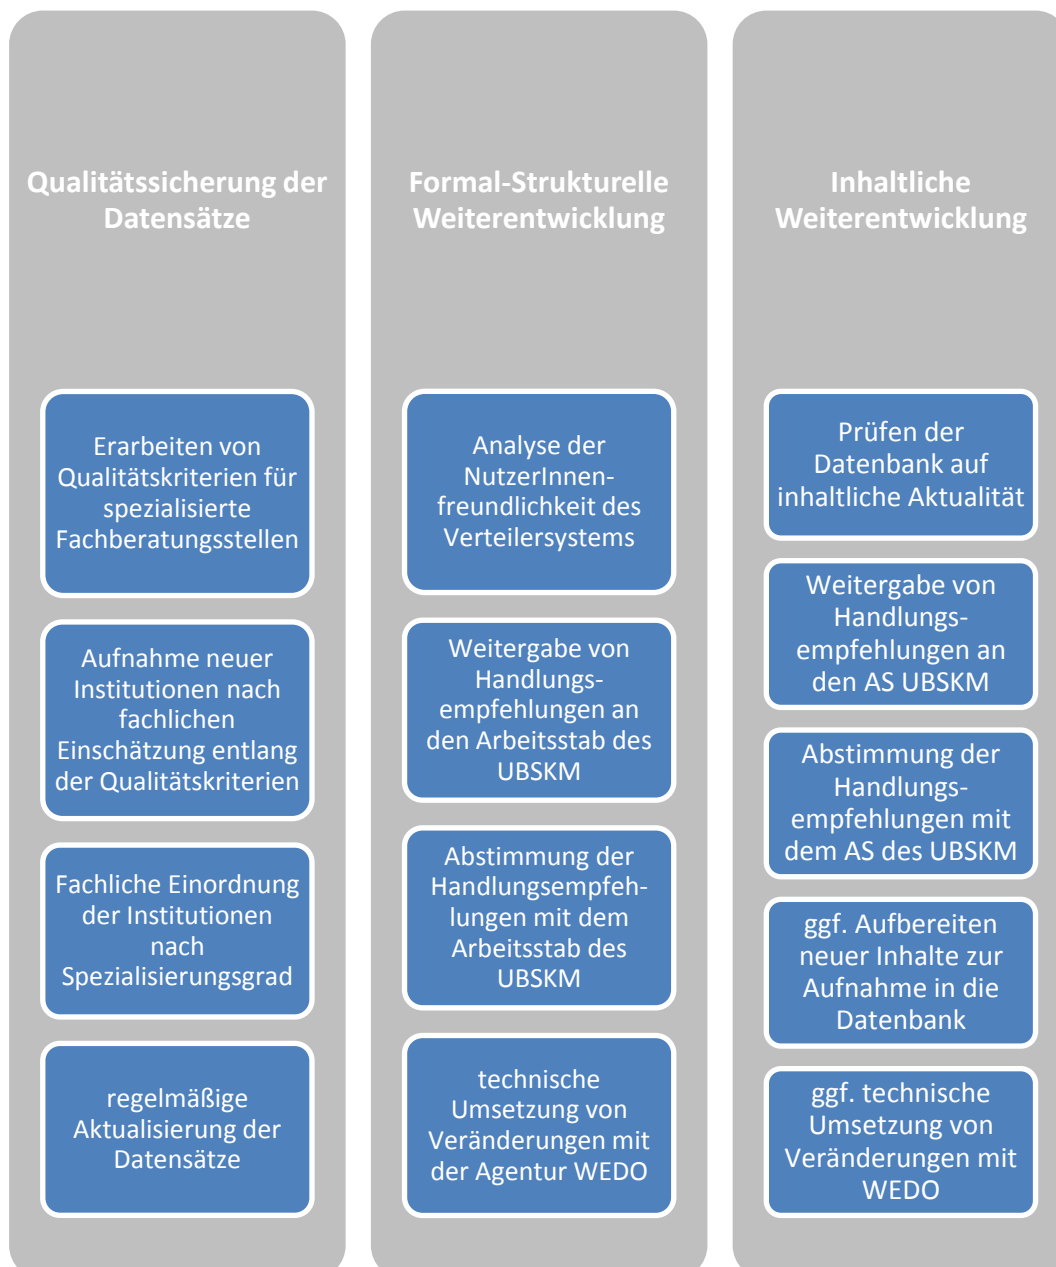 Qualitätssicherung der
Datensätze
Erarbeiten von
Qualitätskriterien für
spezialisierte
Fachberatungsstellen
Aufnahme neuer
Institutionen nach
fachlichen
Einschätzung entlang
der Qualitätskriterien
Fachliche Einordnung
der Institutionen
nach
Spezialisierungsgrad
regelmäßige
Aktualisierung der
Datensätze
Formal-Strukturelle
Weiterentwicklung
Analyse der
NutzerInnen-
freundlichkeit des
Verteilersystems
Weitergabe von
Handlungs-
empfehlungen an
den Arbeitsstab des
UBSKM
Abstimmung der
Handlungsempfeh-
lungen mit dem
Arbeitsstab des
UBSKM
technische
Umsetzung von
Veränderungen mit
der Agentur WEDO
Inhaltliche
Weiterentwicklung
Prüfen der
Datenbank auf
inhaltliche Aktualität
Weitergabe von
Handlungs-
empfehlungen an
den AS UBSKM
Abstimmung der
Handlungs-
empfehlungen mit
dem AS des UBSKM
ggf. Aufbereiten
neuer Inhalte zur
Aufnahme in die
Datenbank
ggf. technische
Umsetzung von
Veränderungen mit
WEDO